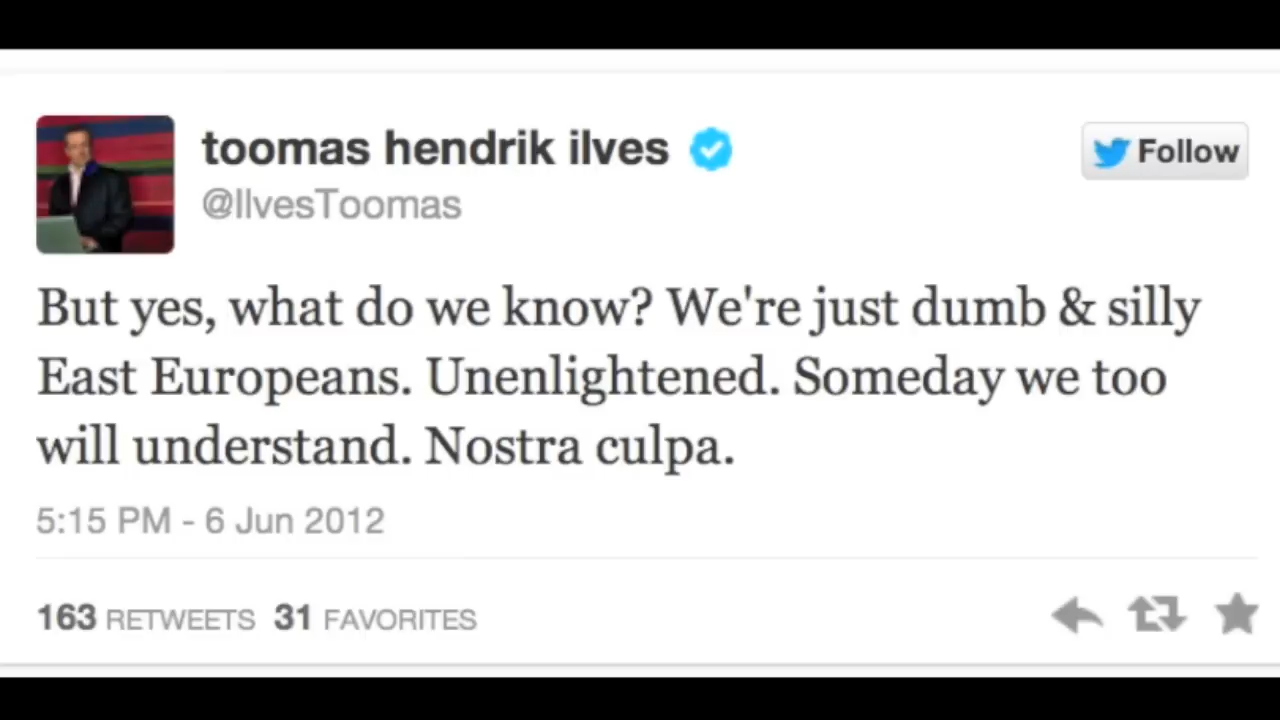 toomas hendrik ilves
Follow
@IlvesToomas
But yes, what do we know? We're just dumb & silly
East Europeans. Unenlightened. Someday we too
will understand. Nostra culpa.
5:15 PM - 6 Jun 2012
163 RETWEETS 31 FAVORITES